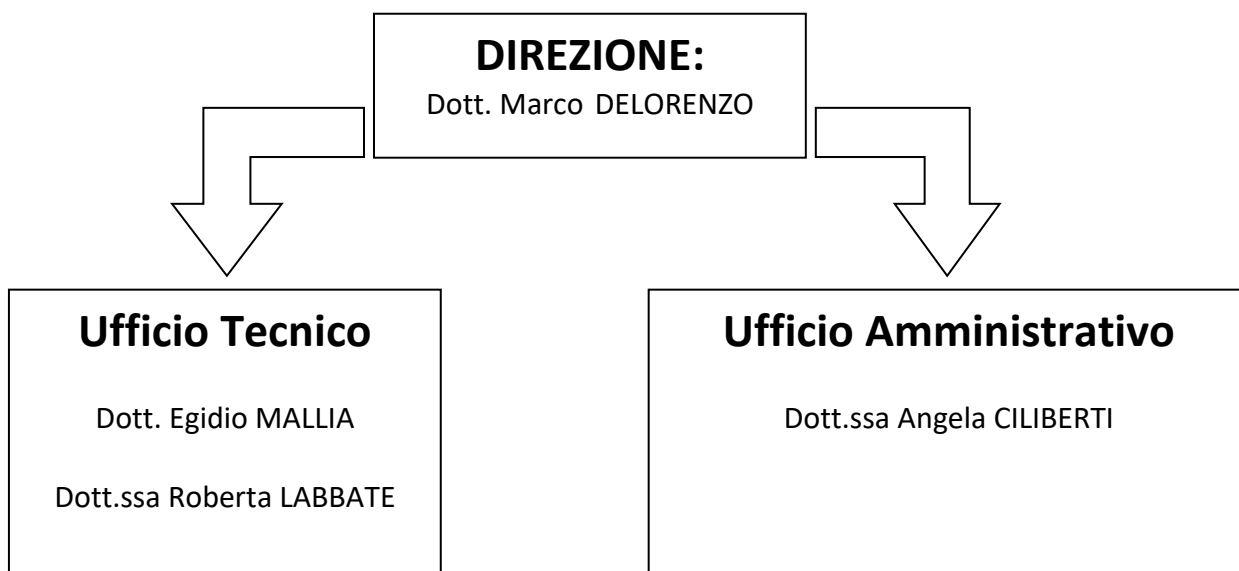 DIREZIONE:
Dott. Marco DELORENZO
Ufficio Tecnico
Dott. Egidio MALLIA
Dott.ssa Roberta LABBATE
Ufficio Amministrativo
Dott.ssa Angela CILIBERTI